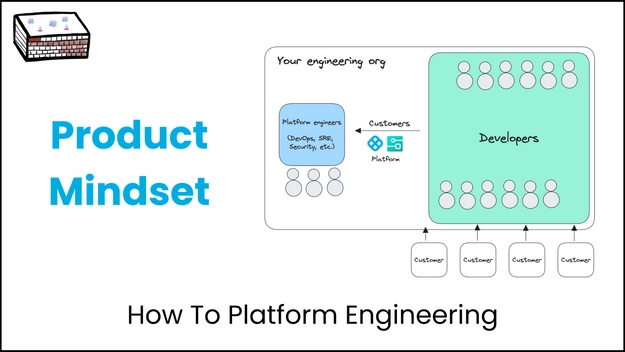 Product
Mindset
Your engineering org
Platform engineers
(DevOps, SRE,
Security, etc.)
Customers
Platform
Developers
Customer
Customer
Customer
Customer
How To Platform Engineering